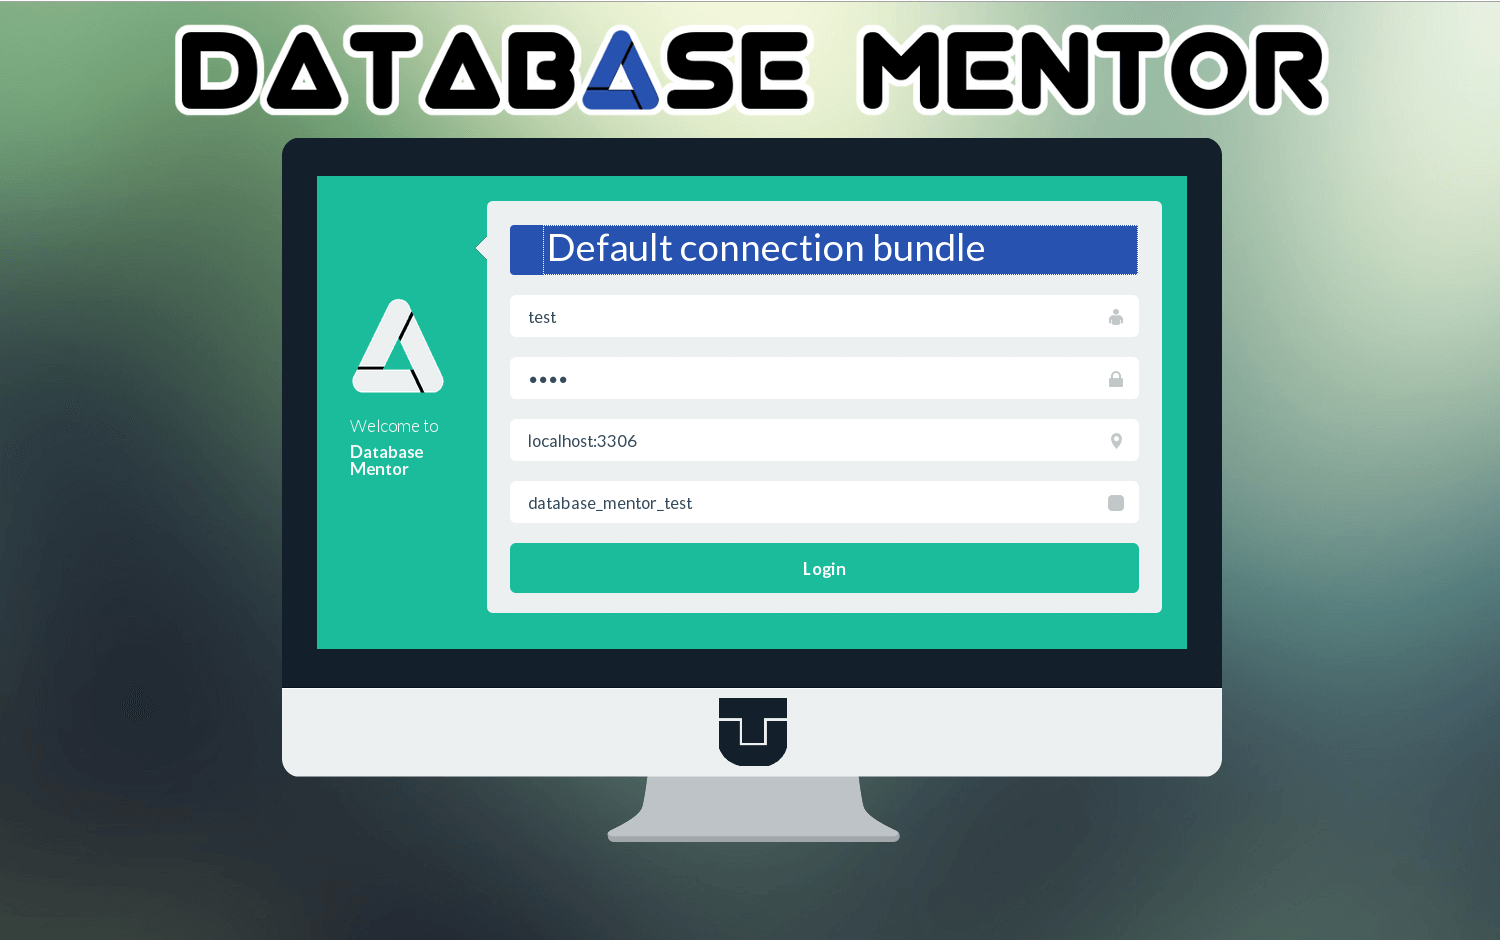 DATABASE MENTOR
Default connection bundle
test
••••
localhost:3306
database_mentor_test
Login
Welcome to
Database
Mentor